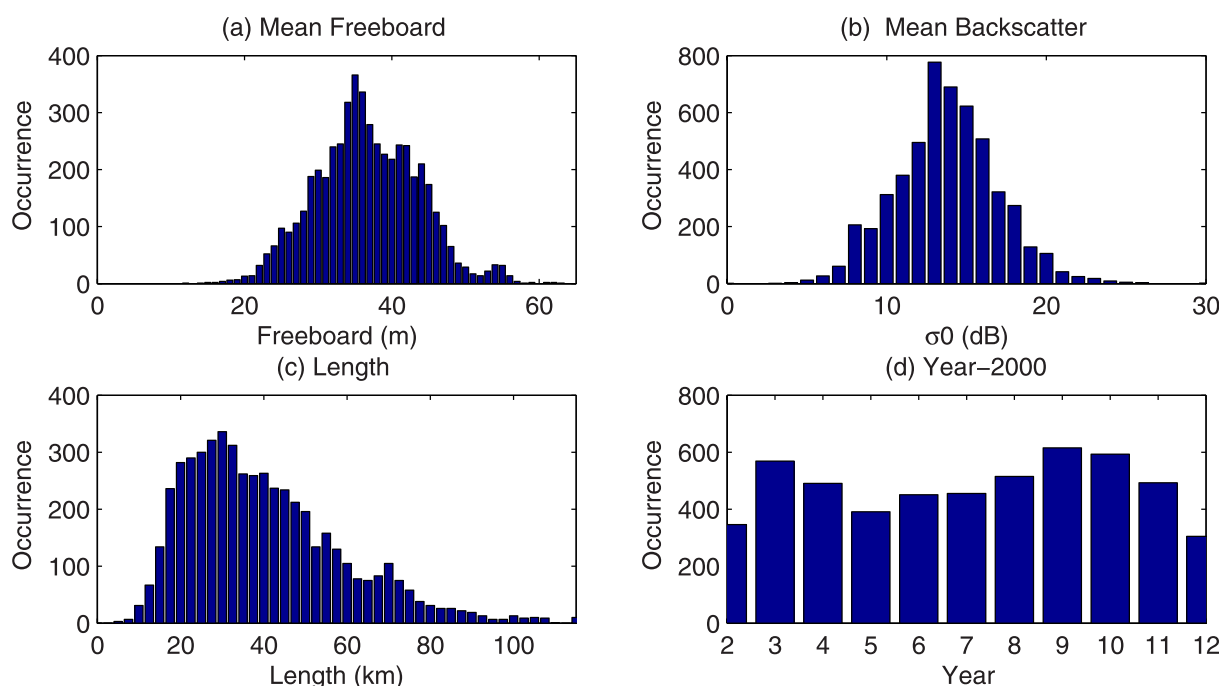 (a) Mean Freeboard
400
300
200
100
0
Occurrence
0 20 40 60
Freeboard (m)
(b) Mean Backscatter
800
600
400
200
0
Occurrence
10 20 30
0
σ0 (dB)
(c) Length
400
300
200
100
0
Occurrence
0 20 40 60 80 100
Length (km)
(d) Year−2000
800
600
400
200
0
Occurrence
2 3 4 5 6 7 8 9 10 11 12
Year